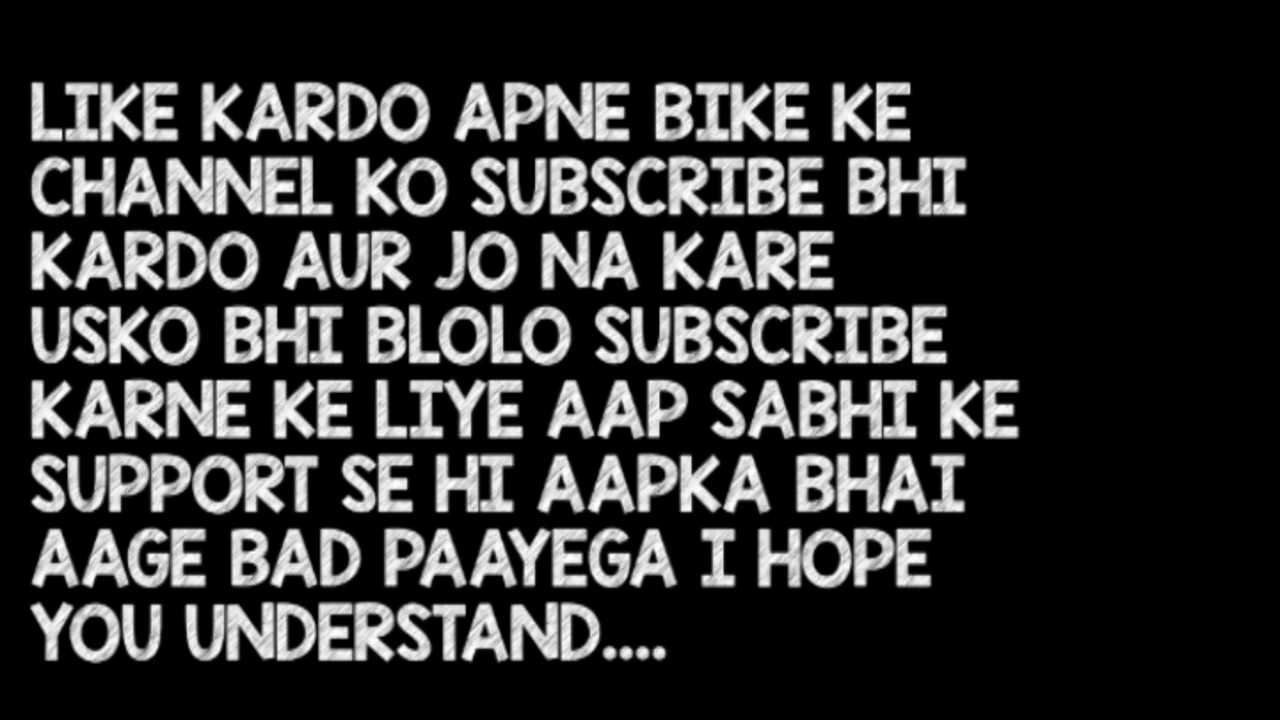 LIKE KARDO APNE BIKE KE
CHANNEL KO SUBSCRIBE BHI
KARDO AUR JO NA KARE
USKO BHI BLOLO SUBSCRIBE
KARNE KE LIYE AAP SABHI KE
SUPPORT SE HI AAPKA BHAI
AAGE BAD PAAYEGA I HOPE
YOU UNDERSTAND....